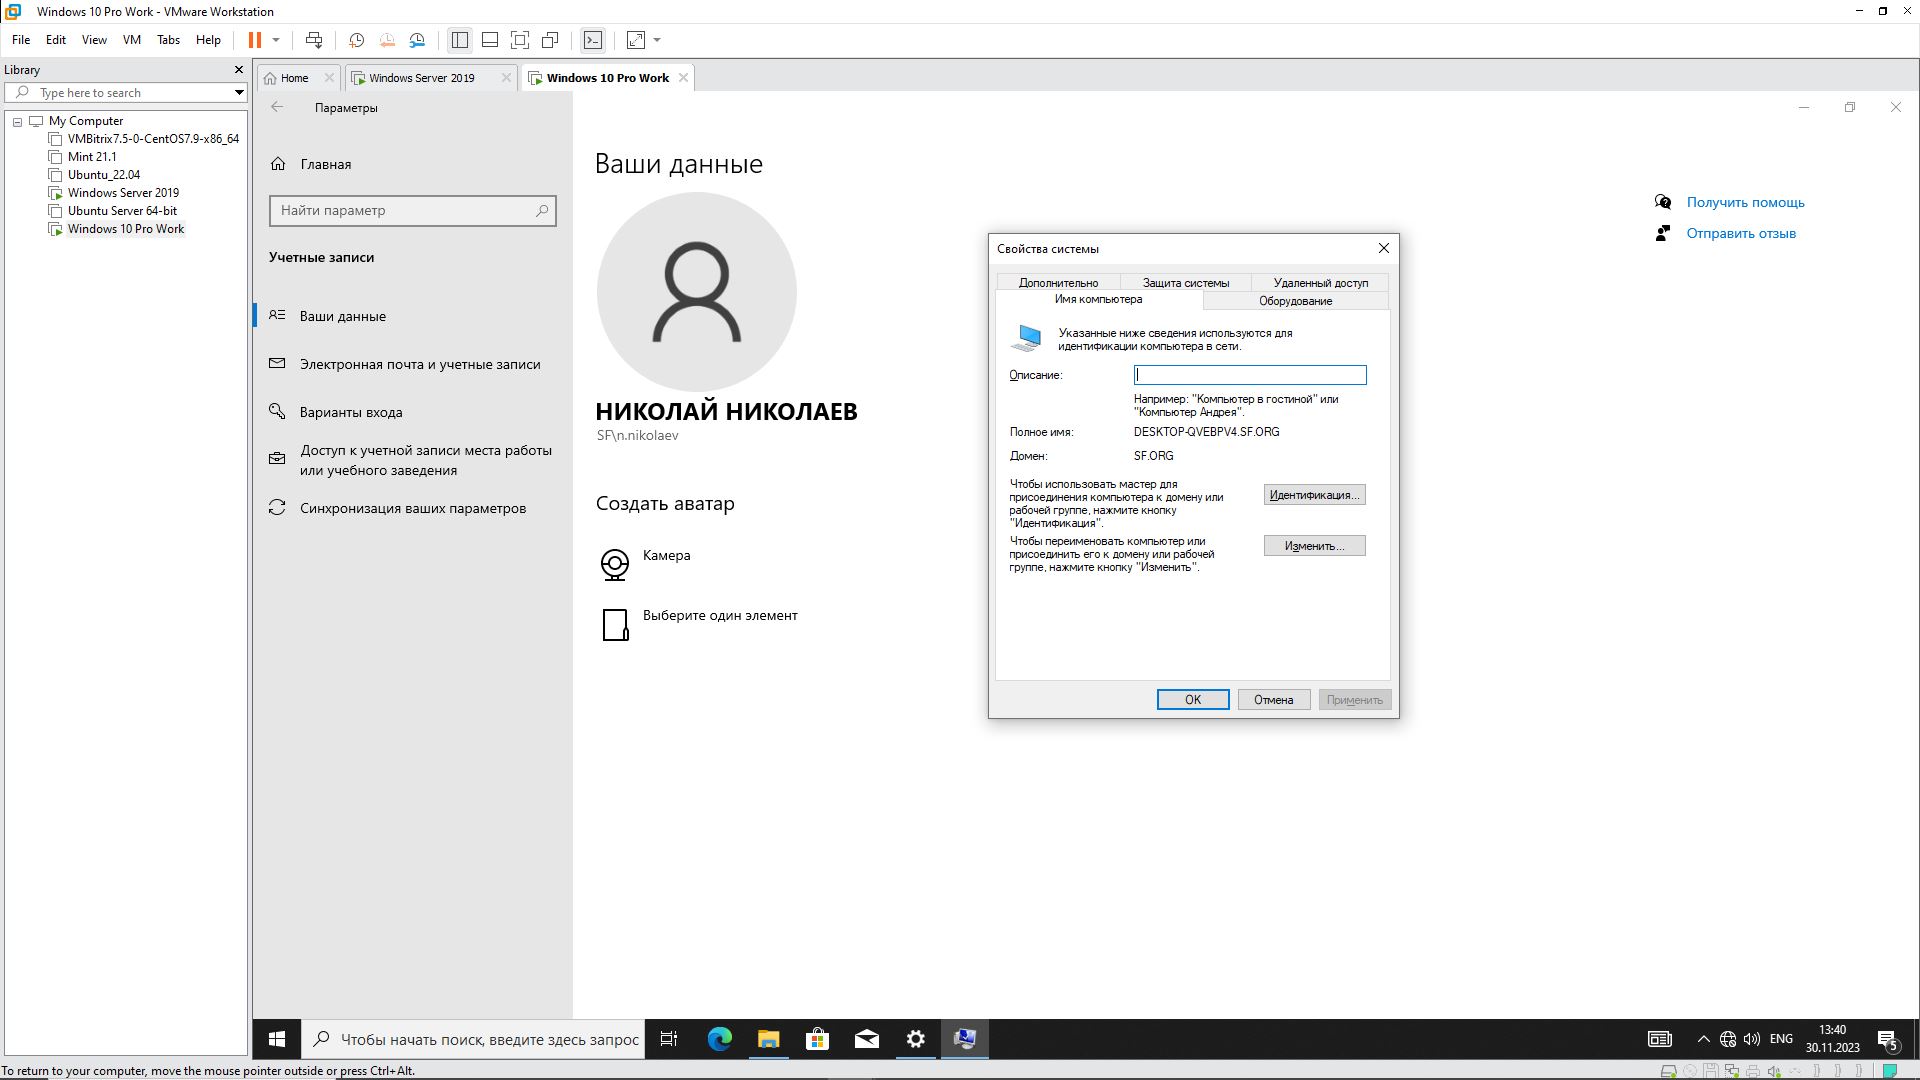 Windows 10 Pro Work - VMware Workstation
File Edit View VM Tabs Help
Library
Type here to search
My Computer
VMBitrix7.5-0-CentOS7.9-x86_64
Mint 21.1
Ubuntu_22.04
Windows Server 2019
Ubuntu Server 64-bit
Windows 10 Pro Work
Home
Windows Server 2019
Windows 10 Pro Work
Параметры
Главная
Найти параметр
Учетные записи
Ваши данные
Электронная почта и учетные записи
Варианты входа
Доступ к учетной записи места работы
или учебного заведения
Синхронизация ваших параметров
Ваши данные
НИКОЛАЙ НИКОЛАЕВ
SF\n.nikolaev
Создать аватар
Камера
Выберите один элемент
Получить помощь
Отправить отзыв
Свойства системы
Дополнительно
Защита системы
Удаленный доступ
Имя компьютера
Оборудование
Указанные ниже сведения используются для
идентификации компьютера в сети.
Описание:
Например: "Компьютер в гостиной" или
"Компьютер Андрея".
Полное имя: DESKTOP-QVEBPV4.SF.ORG
Домен: SF.ORG
Чтобы использовать мастер для
присоединения компьютера к домену или
рабочей группе, нажмите кнопку
"Идентификация".
Идентификация...
Чтобы переименовать компьютер или
присоединить его к домену или рабочей
группе, нажмите кнопку "Изменить".
Изменить...
OK
Отмена
Применить
Чтобы начать поиск, введите здесь запрос
ENG
13:40
30.11.2023
5
To return to your computer, move the mouse pointer outside or press Ctrl+Alt.